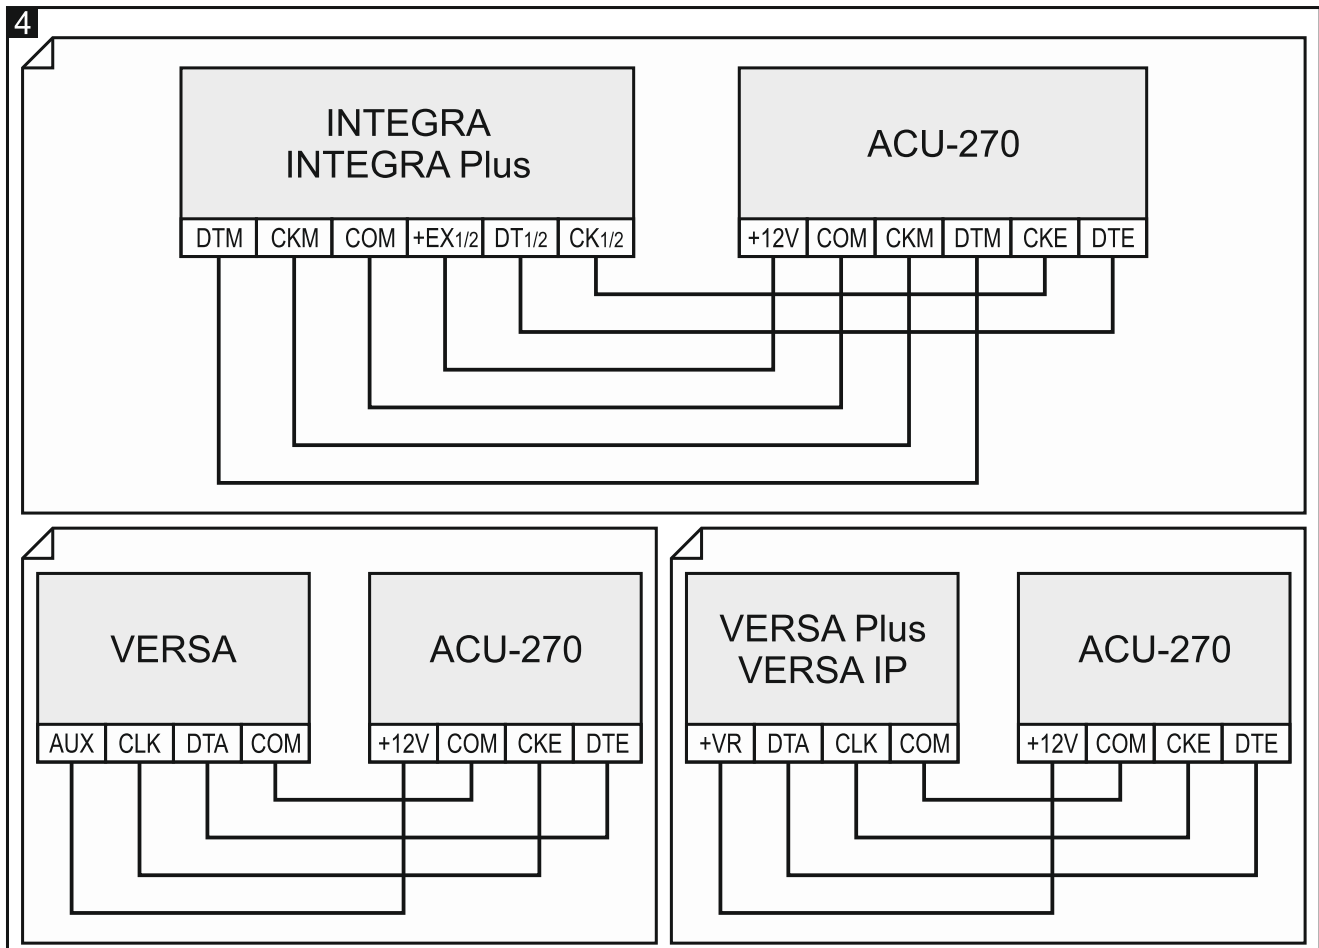 4
INTEGRA
INTEGRA Plus
DTM CKM COM +EX1/2 DT1/2 CK1/2
ACU-270
+12V COM CKM DTM CKE DTE
VERSA
AUX CLK DTA COM
ACU-270
+12V COM CKE DTE
VERSA Plus
VERSA IP
+VR DTA CLK COM
ACU-270
+12V COM CKE DTE